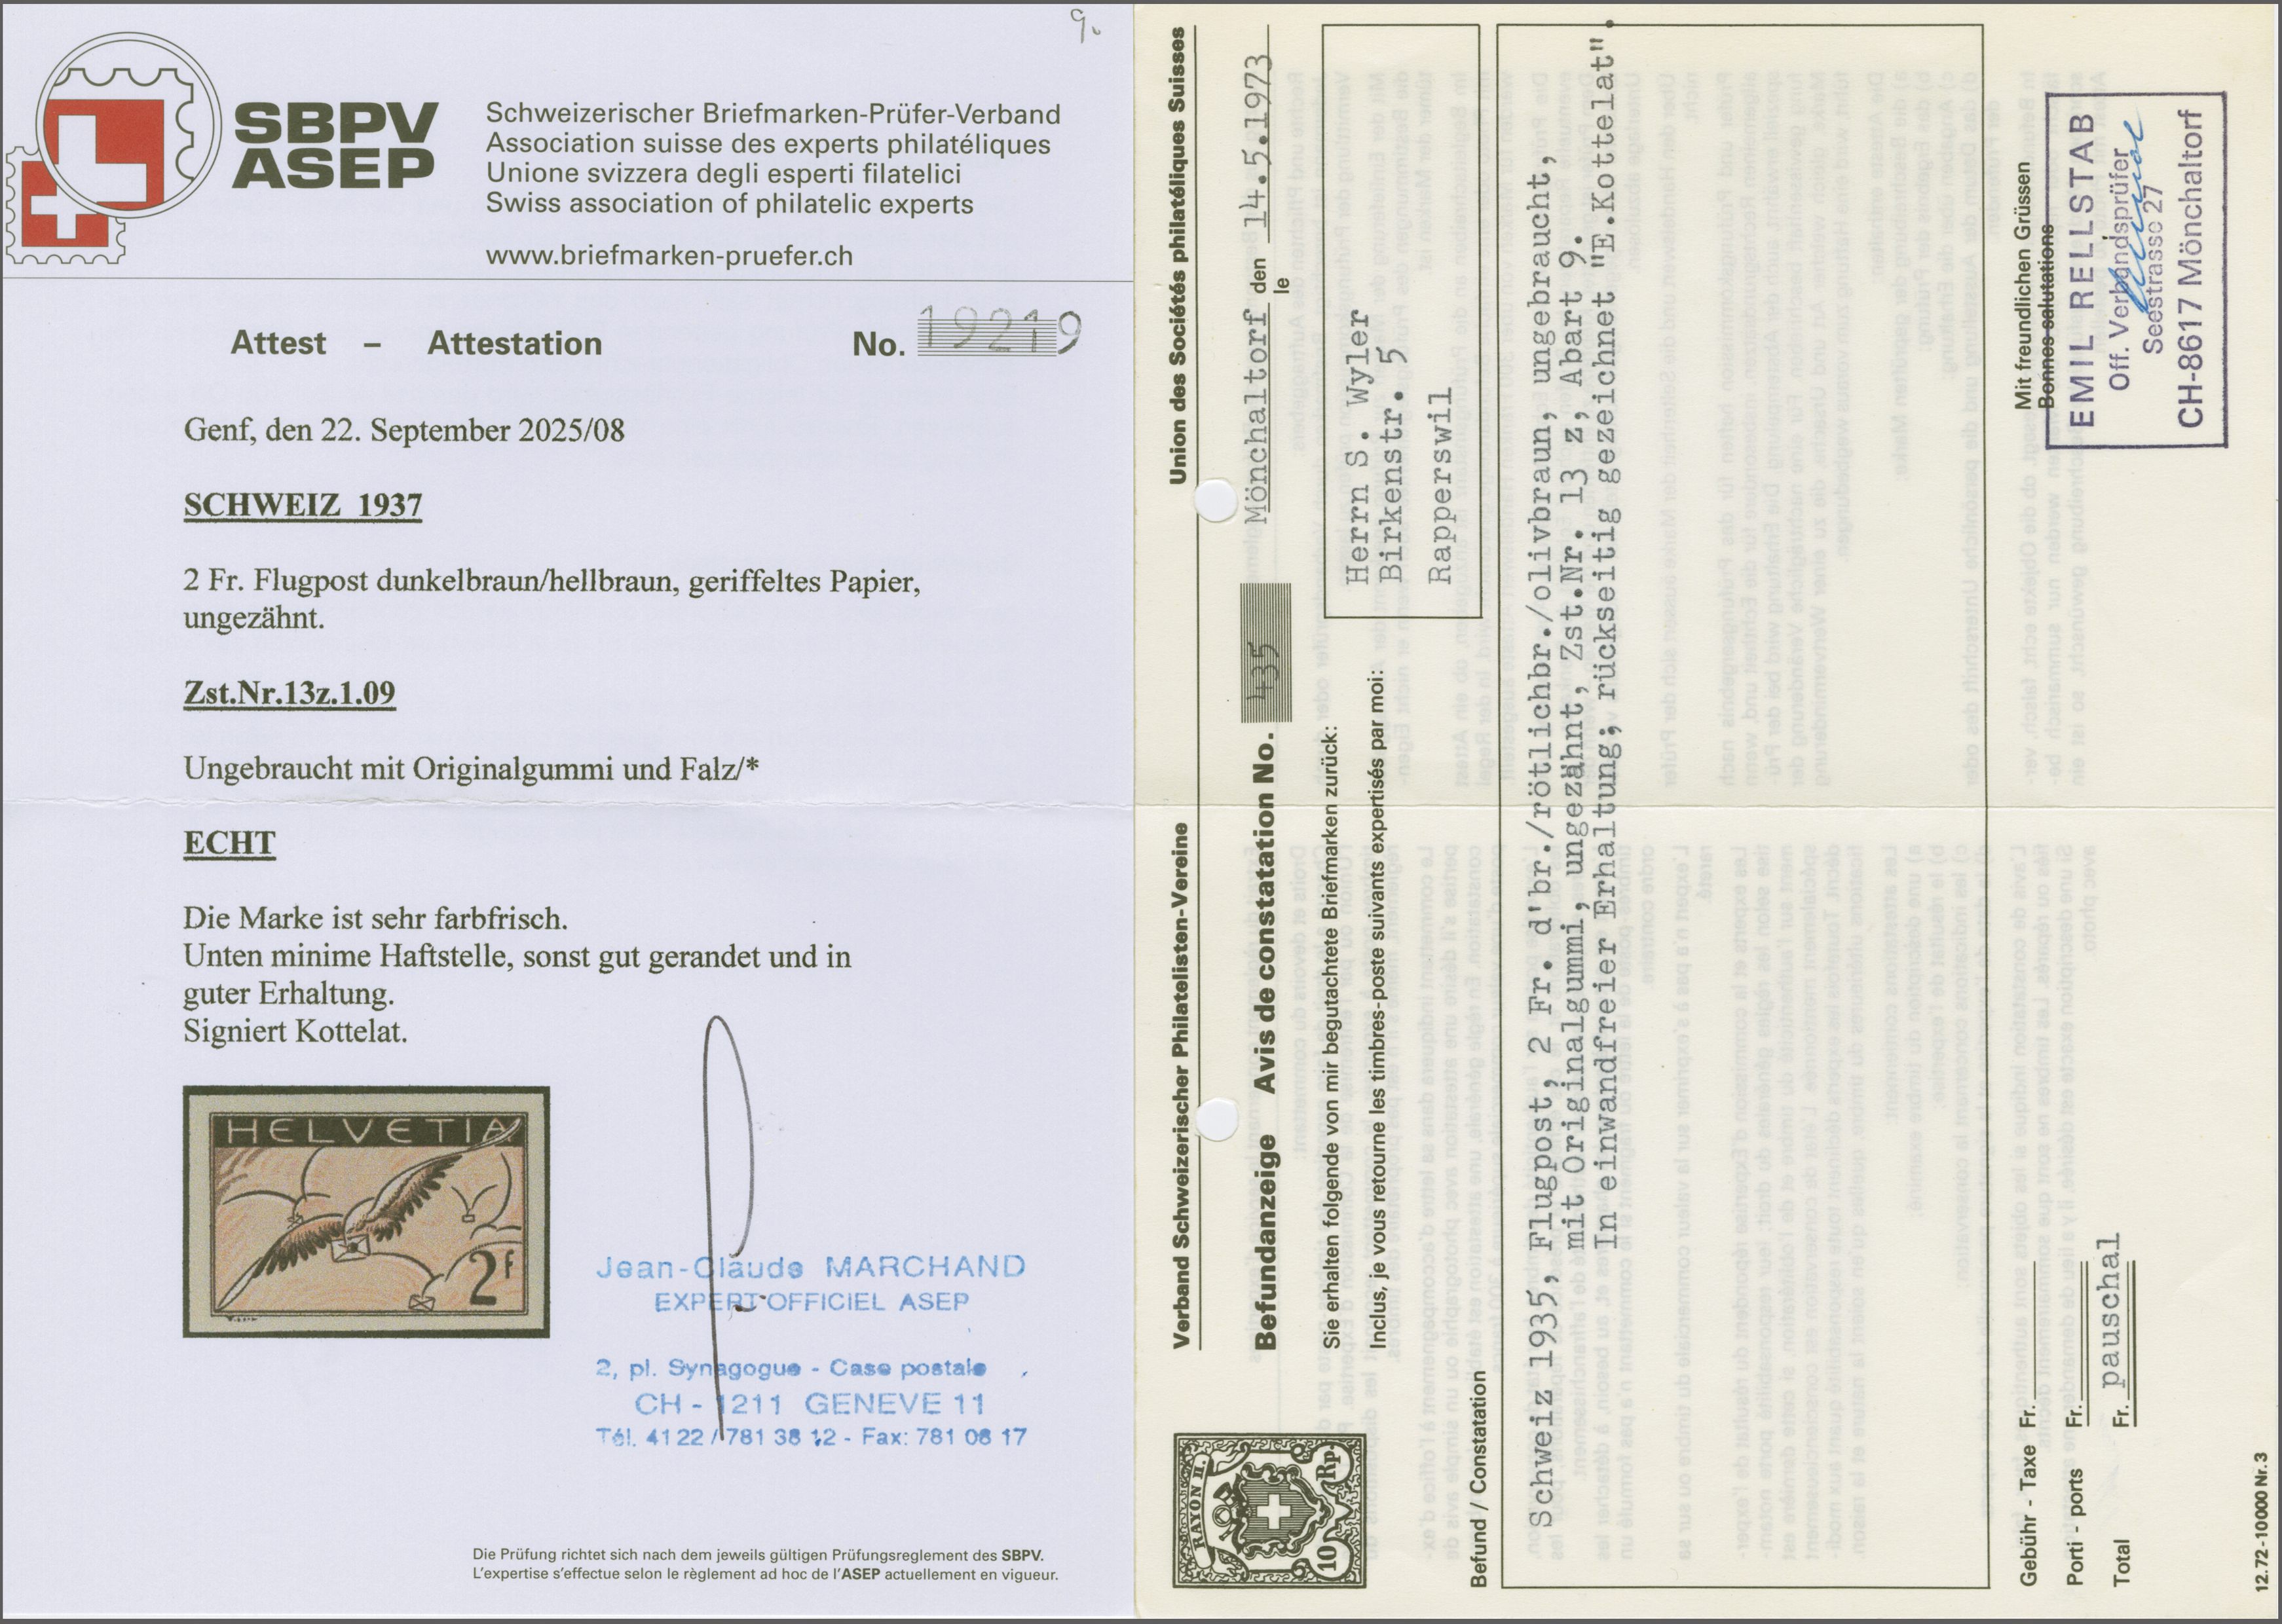 9.
SBPV
ASEP
Schweizerischer Briefmarken-Prüfer-Verband
Association suisse des experts philatéliques
Unione svizzera degli esperti filatelici
Swiss association of philatelic experts
www.briefmarken-pruefer.ch
Attest – Attestation No. 19219
Genf, den 22. September 2025/08
SCHWEIZ 1937
2 Fr. Flugpost dunkelbraun/hellbraun, geriffeltes Papier,
ungezähnt.
Zst.Nr.13z.1.09
Ungebraucht mit Originalgummi und Falz/*
ECHT
Die Marke ist sehr farbfrisch.
Unten minime Haftstelle, sonst gut gerandet und in
guter Erhaltung.
Signiert Kottelat.
HELVETIA
2f
Jean-Claude MARCHAND
EXPERT OFFICIEL ASEP
2, pl. Synagogue - Case postale
CH - 1211 GENEVE 11
Tél. 41 22 / 781 38 12 - Fax: 781 08 17
Die Prüfung richtet sich nach dem jeweils gültigen Prüfungsreglement des SBPV.
L'expertise s'effectue selon le règlement ad hoc de l'ASEP actuellement en vigueur.
Verband Schweizerischer Philatelisten-Vereine Union des Sociétés philatéliques Suisses
RAYON II.
10 Rp.
Befundanzeige Avis de constatation No. 435
Mönchaltorf den 14.5.1973
le
Sie erhalten folgende von mir begutachtete Briefmarken zurück:
Inclus, je vous retourne les timbres-poste suivants expertisés par moi:
Herrn S. Wyler
Birkenstr. 5
Rapperswil
Befund / Constatation
Schweiz 1935, Flugpost, 2 Fr. d'br./rötlichbr./olivbraun, ungebraucht,
mit Originalgummi, ungezähnt, Zst.Nr. 13 z, Abart 9.
In einwandfreier Erhaltung; rückseitig gezeichnet "E.Kottelat".
Gebühr - Taxe Fr.
Porti - ports Fr.
Total Fr. pauschal
Mit freundlichen Grüssen
Bonnes salutations
EMIL RELLSTAB
Off. Verbandsprüfer
Seestrasse 27
CH-8617 Mönchaltorf
12.72-10000 Nr. 3